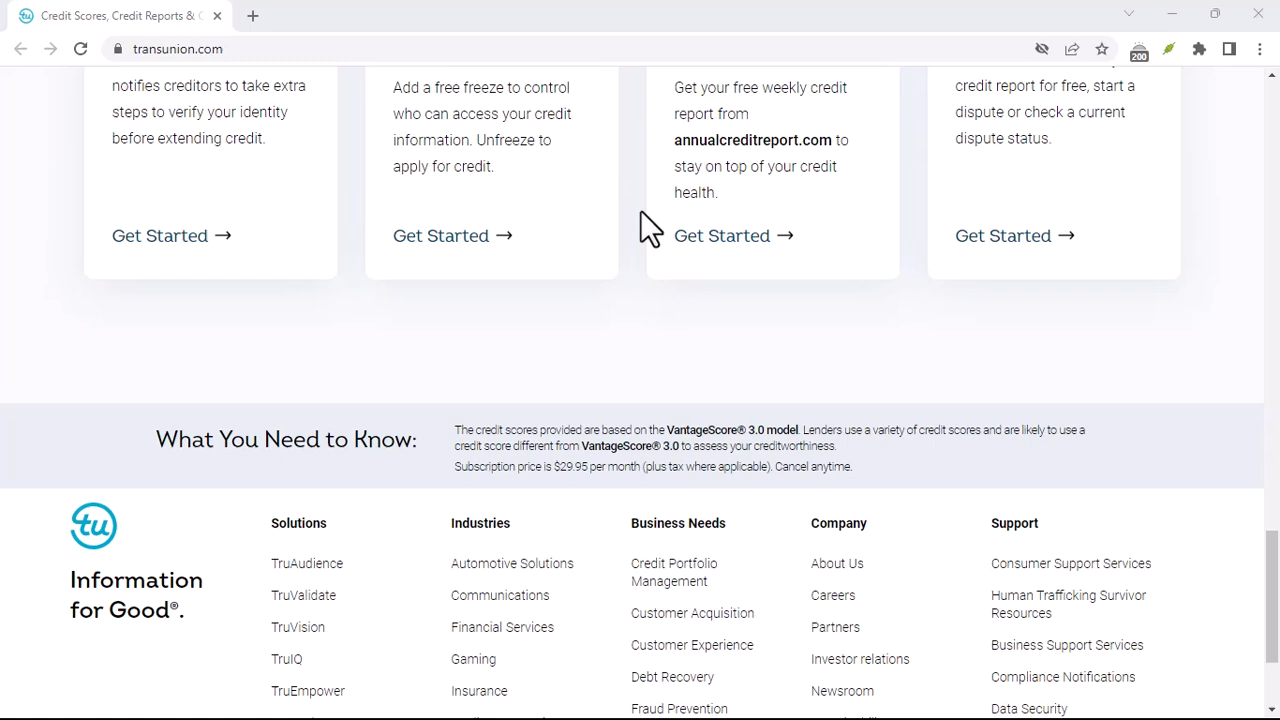 Credit Scores, Credit Reports & C
transunion.com
200
notifies creditors to take extra
steps to verify your identity
before extending credit.
Get Started →
Add a free freeze to control
who can access your credit
information. Unfreeze to
apply for credit.
Get Started →
Get your free weekly credit
report from
annualcreditreport.com to
stay on top of your credit
health.
Get Started →
credit report for free, start a
dispute or check a current
dispute status.
Get Started →
What You Need to Know:
The credit scores provided are based on the VantageScore® 3.0 model. Lenders use a variety of credit scores and are likely to use a
credit score different from VantageScore® 3.0 to assess your creditworthiness.
Subscription price is $29.95 per month (plus tax where applicable). Cancel anytime.
tu
Information
for Good®.
Solutions
TruAudience
TruValidate
TruVision
TruIQ
TruEmpower
Industries
Automotive Solutions
Communications
Financial Services
Gaming
Insurance
Business Needs
Credit Portfolio
Management
Customer Acquisition
Customer Experience
Debt Recovery
Fraud Prevention
Company
About Us
Careers
Partners
Investor relations
Newsroom
Support
Consumer Support Services
Human Trafficking Survivor
Resources
Business Support Services
Compliance Notifications
Data Security